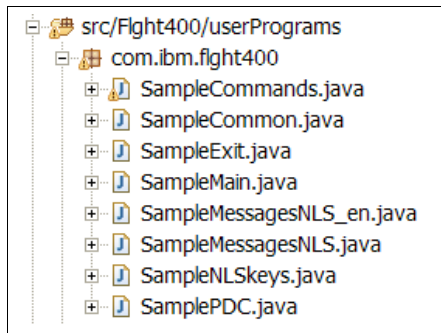 src/Flght400/userPrograms
com.ibm.flght400
SampleCommands.java
SampleCommon.java
SampleExit.java
SampleMain.java
SampleMessagesNLS_en.java
SampleMessagesNLS.java
SampleNLSkeys.java
SamplePDC.java